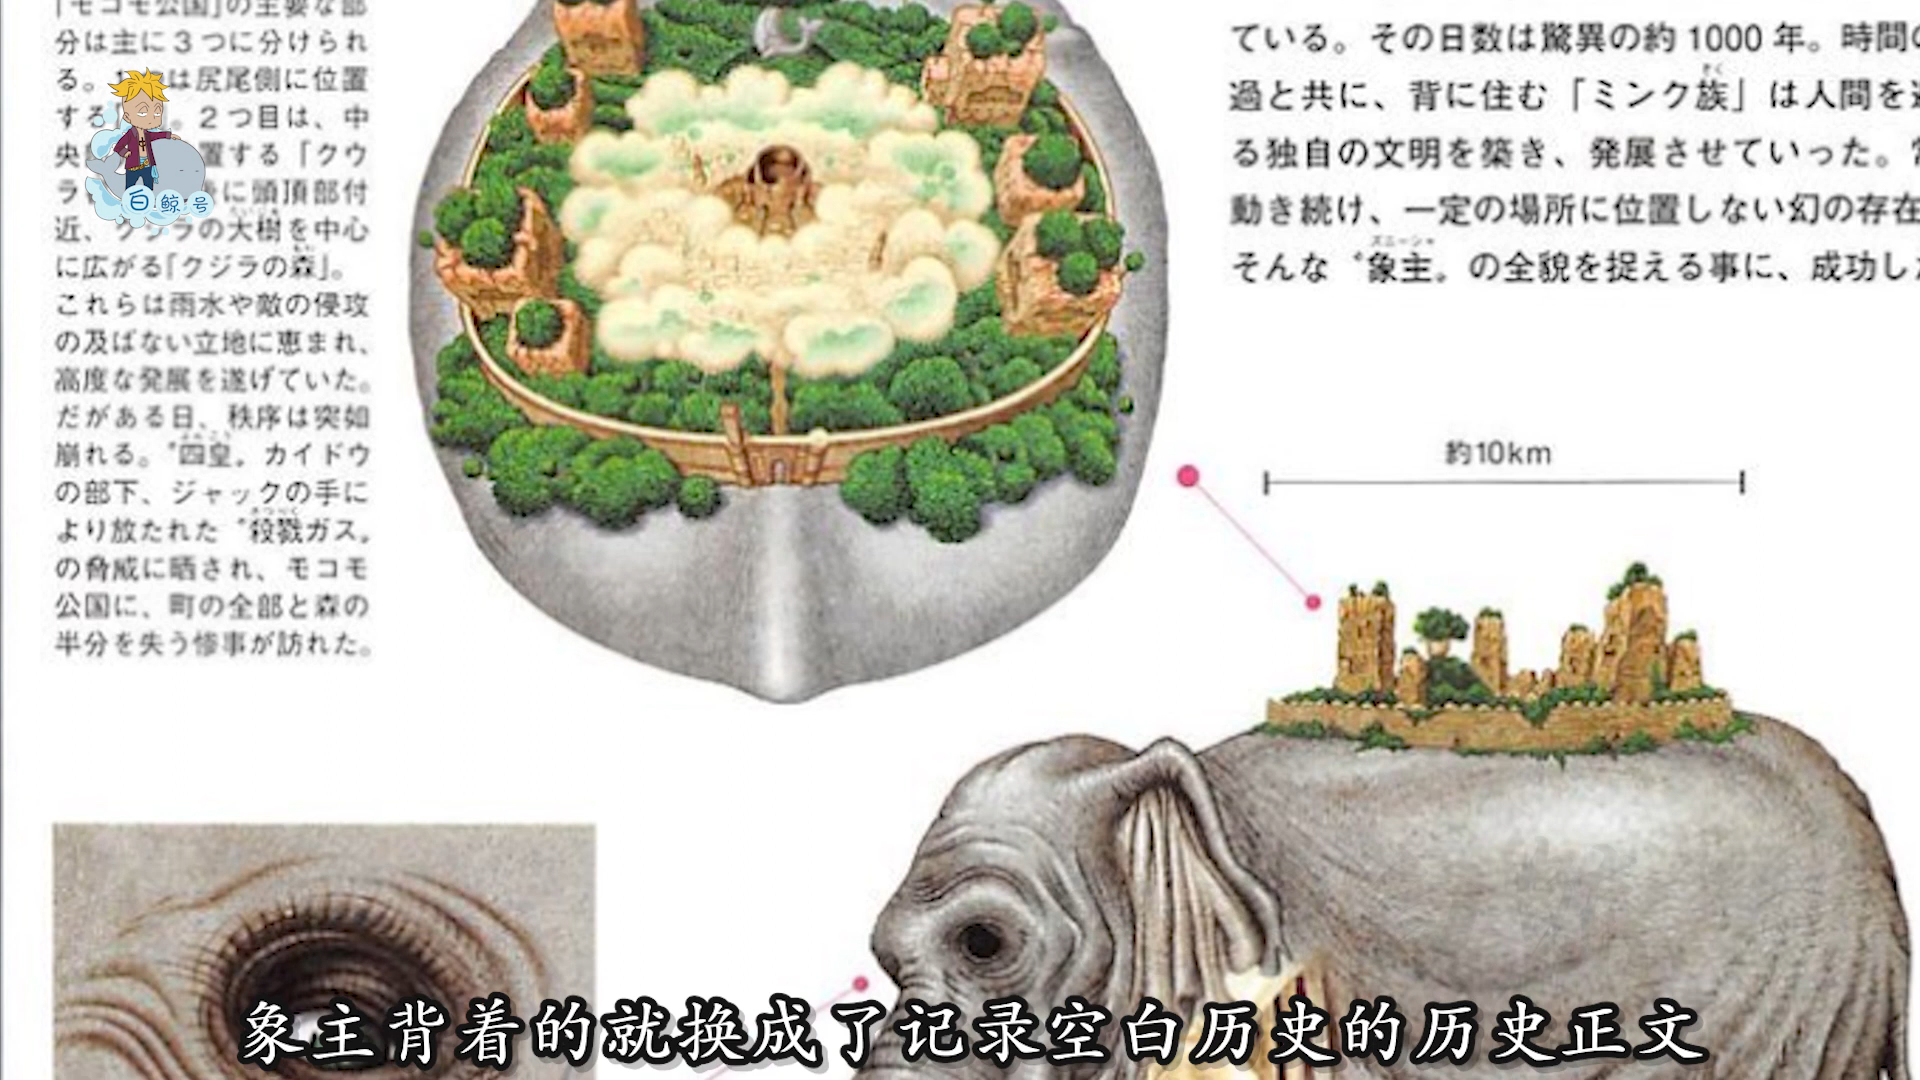 「モコモ公国」の主要な部
分は主に3つに分けられ
る。1 は尻尾側に位置
する 。2つ目は、中
央 置する「クウ
ラ に頭頂部付
近、クジラの大樹を中心
に広がる「クジラの森」。
これらは雨水や敵の侵攻
の及ばない立地に恵まれ、
高度な発展を遂げていた。
だがある日、秩序は突如
崩れる。〝四皇〟カイドウ
の部下、ジャックの手に
より放たれた〝殺戮ガス〟
の脅威に晒され、モコモ
公国に、町の全部と森の
半分を失う惨事が訪れた。
白鲸号
ている。その日数は驚異の約1000年。時間の
過と共に、背に住む「ミンク族」は人間を
る独自の文明を築き、発展させていった。常
動き続け、一定の場所に位置しない幻の存在
そんな〝象主〟の全貌を捉える事に、成功し
約10km
象主背着的就换成了记录空白历史的历史正文